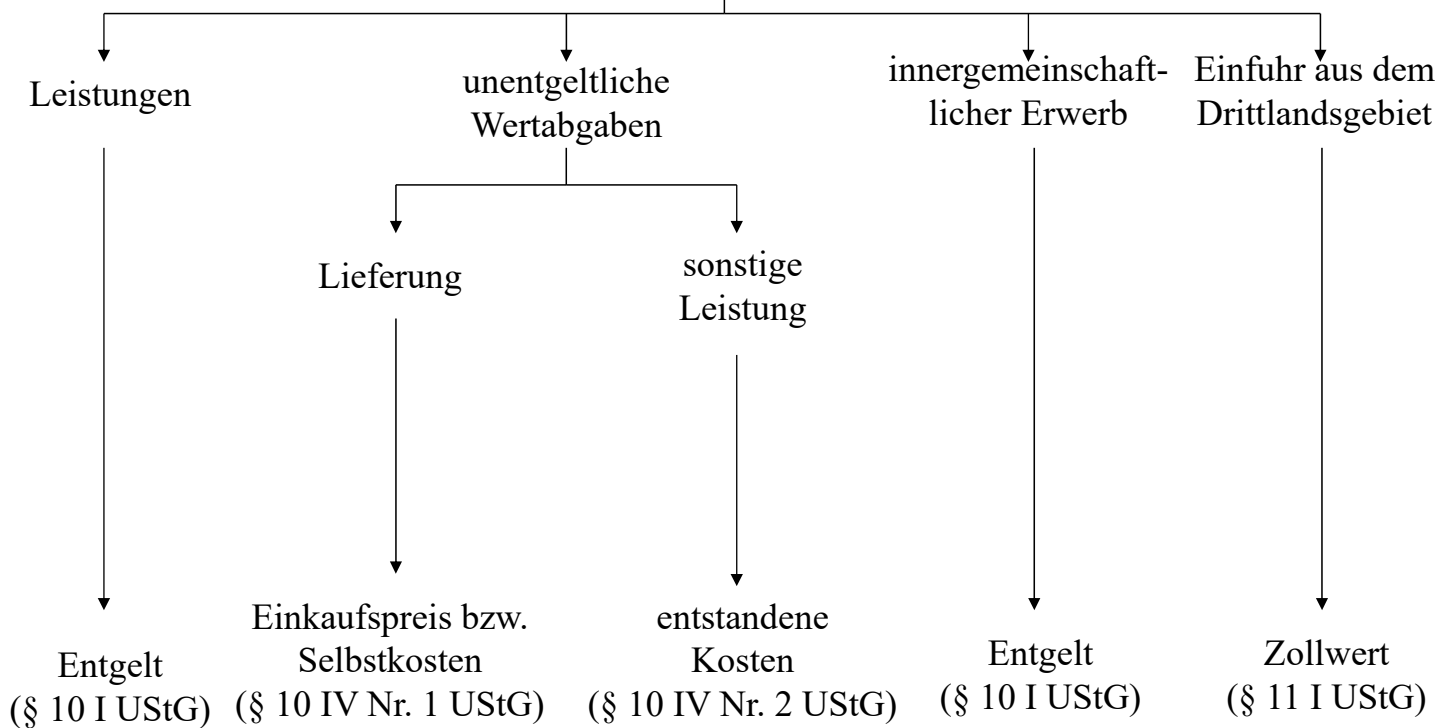 Leistungen
unentgeltliche
Wertabgaben
innergemeinschaft-
licher Erwerb
Einfuhr aus dem
Drittlandsgebiet
Lieferung
sonstige
Leistung
Entgelt
(§ 10 I UStG)
Einkaufspreis bzw.
Selbstkosten
(§ 10 IV Nr. 1 UStG)
entstandene
Kosten
(§ 10 IV Nr. 2 UStG)
Entgelt
(§ 10 I UStG)
Zollwert
(§ 11 I UStG)